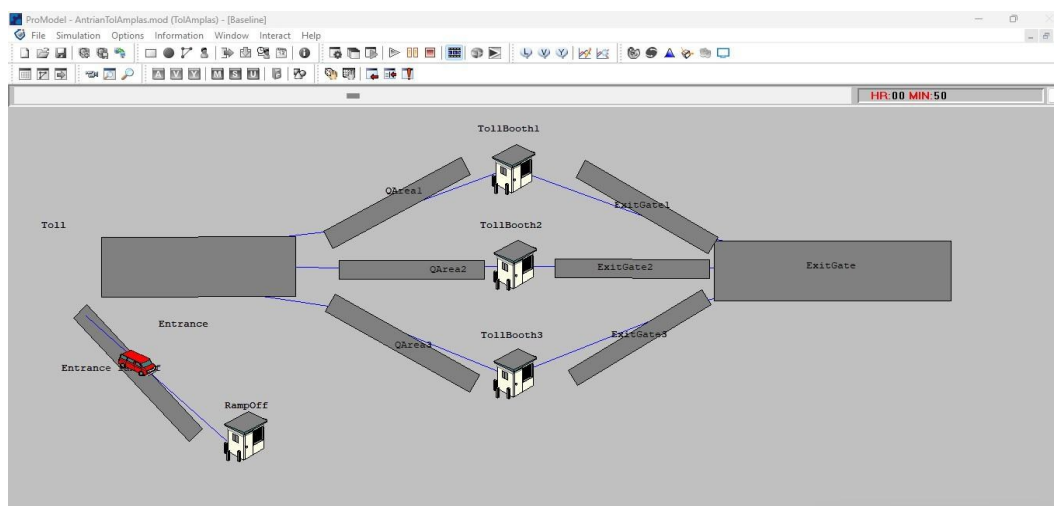 ProModel - AntrianTolAmplas.mod (TolAmplas) - [Baseline]
File Simulation Options Information Window Interact Help
HR:00 MIN:50
TollBooth1
QArea1
ExitGate1
Toll
TollBooth2
QArea2
ExitGate2
ExitGate
Entrance
TollBooth3
QArea3
ExitGate3
Entrance
RampOff